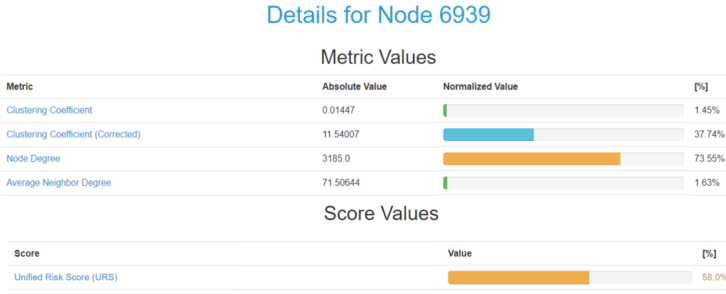 Details for Node 6939
Metric Values
Metric Absolute Value Normalized Value [%]
Clustering Coefficient 0.01447 1.45%
Clustering Coefficient (Corrected) 11.54007 37.74%
Node Degree 3185.0 73.55%
Average Neighbor Degree 71.50644 1.63%
Score Values
Score Value [%]
Unified Risk Score (URS) 58.0%